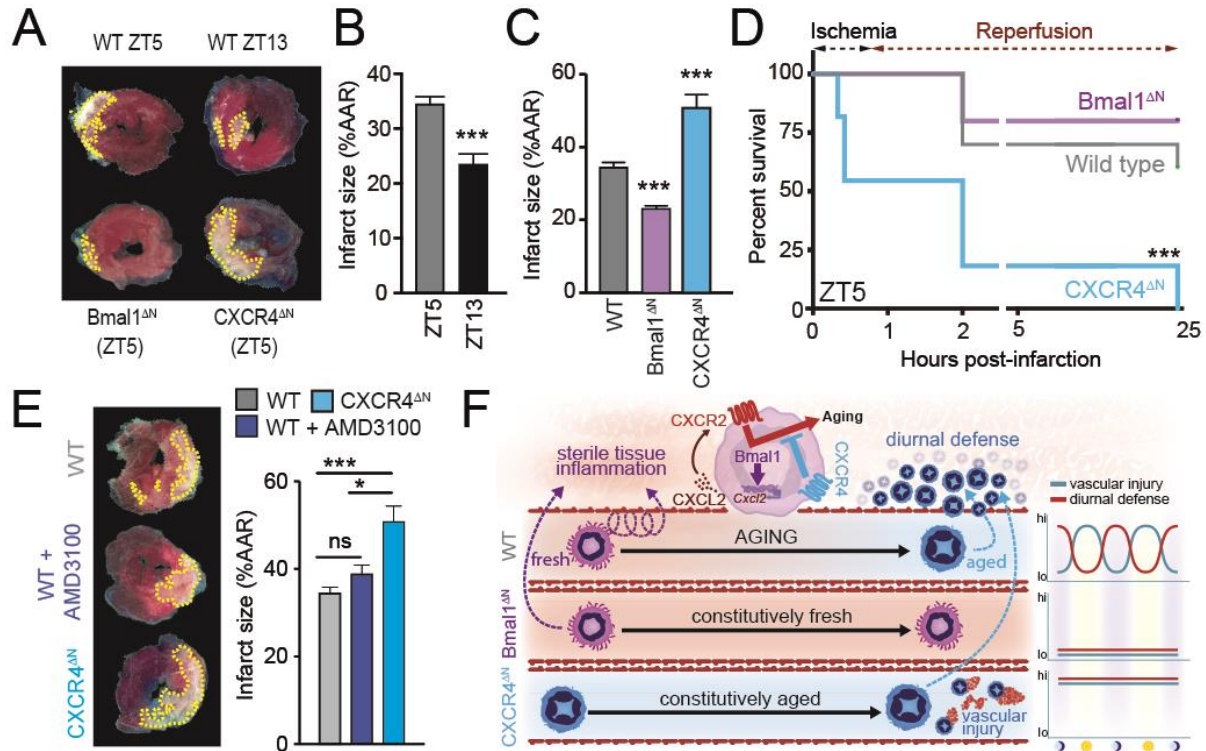 A
WT ZT5
WT ZT13
Bmal1ΔN
(ZT5)
CXCR4ΔN
(ZT5)
B
Infarct size (%AAR)
40
30
20
10
0
***
ZT5
ZT13
C
Infarct size (%AAR)
60
40
20
0
***
***
WT
Bmal1ΔN
CXCR4ΔN
D
Ischemia
Reperfusion
Percent survival
100
50
0
Bmal1ΔN
Wild type
***
CXCR4ΔN
ZT5
0
1
2
5
25
Hours post-infarction
E
WT
WT +
AMD3100
CXCR4ΔN
WT
CXCR4ΔN
WT + AMD3100
Infarct size (%AAR)
60
40
20
0
***
*
ns
F
CXCR2
Aging
sterile tissue
inflammation
Bmal1
CXCR4
diurnal defense
CXCL2
Cxcl2
vascular injury
diurnal defense
WT
fresh
AGING
aged
hi
lo
Bmal1ΔN
constitutively fresh
hi
lo
CXCR4ΔN
constitutively aged
vascular
injury
hi
lo